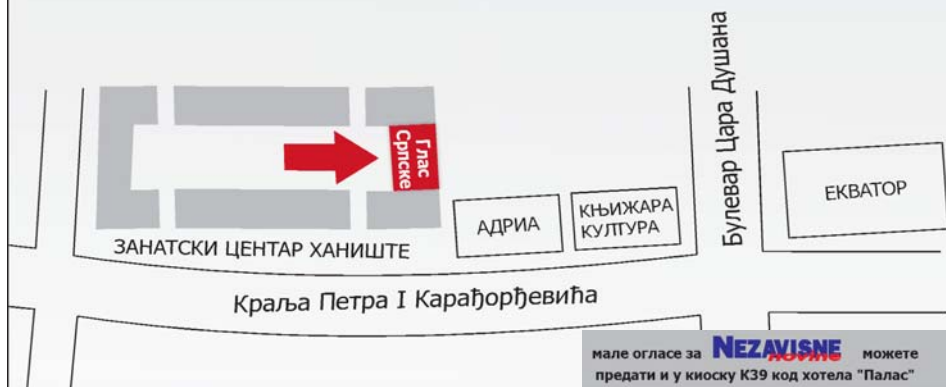 Булевар Цара Душана
Глас
Српске
ЕКВАТОР
КЊИЖАРА
КУЛТУРА
АДРИА
ЗАНАТСКИ ЦЕНТАР ХАНИШТЕ
Краља Петра I Карађорђевића
мале огласе за NEZAVISNE novine можете
предати и у киоску К39 код хотела "Палас"